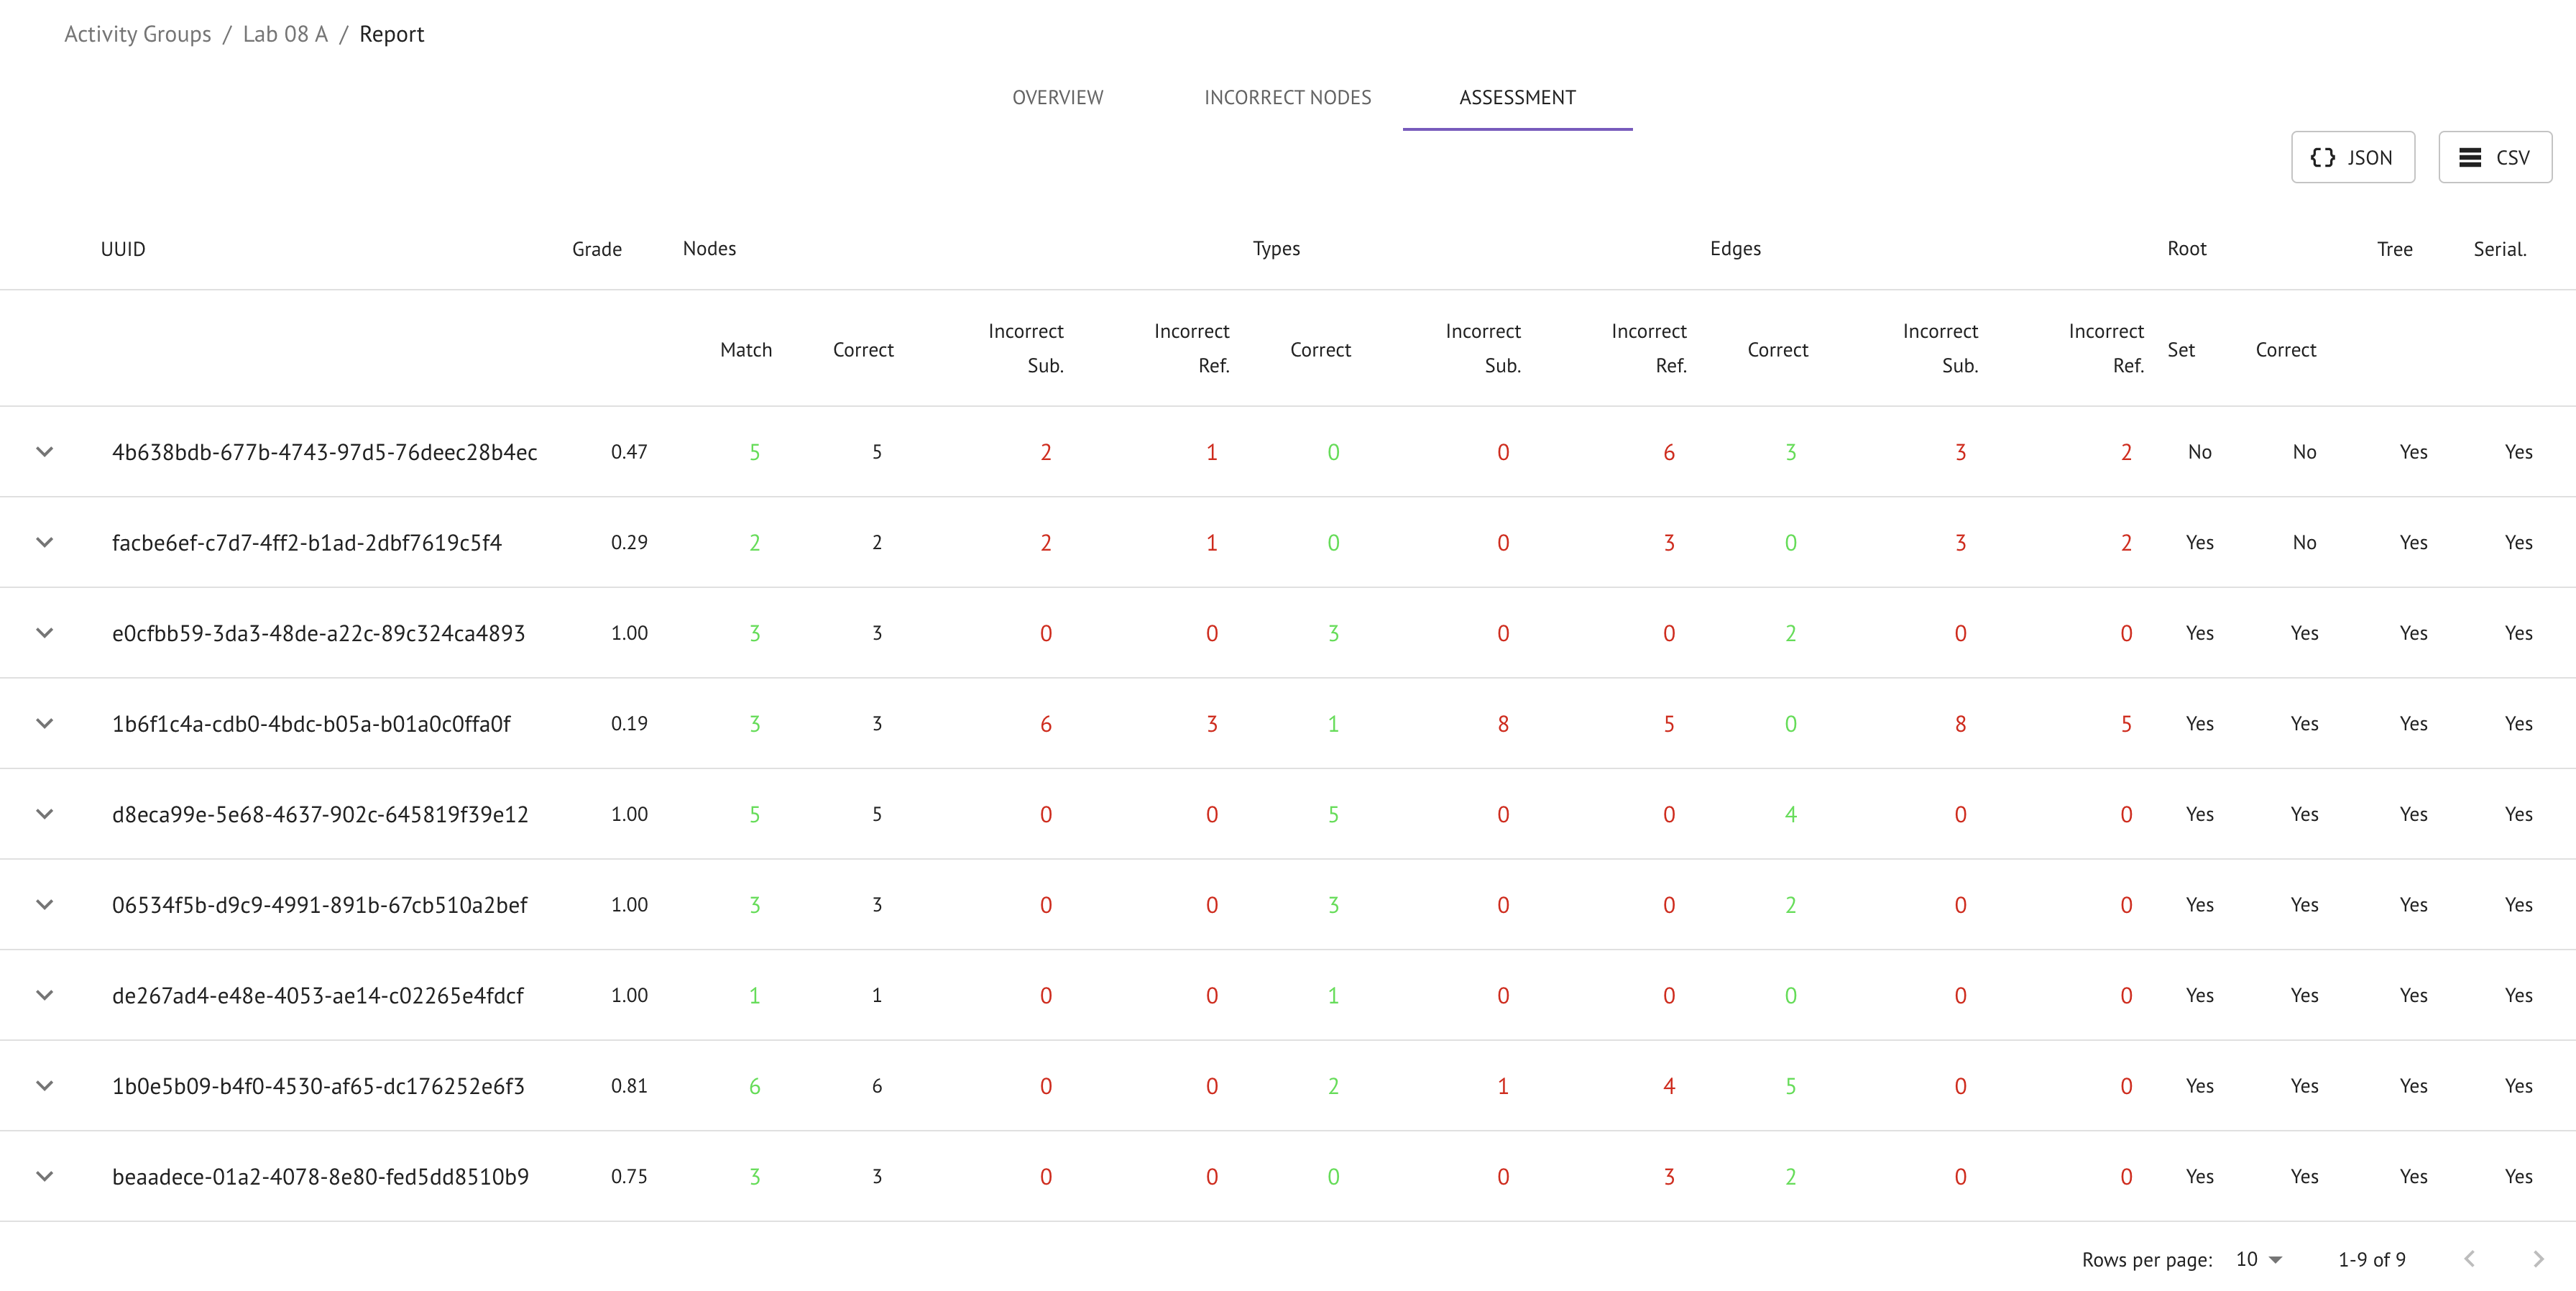 Activity Groups / Lab 08 A / Report
OVERVIEW INCORRECT NODES ASSESSMENT
JSON CSV
UUID Grade Nodes Types Edges Root Tree Serial.
Match Correct Incorrect Sub. Incorrect Ref. Correct Incorrect Sub. Incorrect Ref. Correct Incorrect Sub. Incorrect Ref. Set Correct
4b638bdb-677b-4743-97d5-76deec28b4ec 0.47 5 5 2 1 0 0 6 3 3 2 No No Yes Yes
facbe6ef-c7d7-4ff2-b1ad-2dbf7619c5f4 0.29 2 2 2 1 0 0 3 0 3 2 Yes No Yes Yes
e0cfbb59-3da3-48de-a22c-89c324ca4893 1.00 3 3 0 0 3 0 0 2 0 0 Yes Yes Yes Yes
1b6f1c4a-cdb0-4bdc-b05a-b01a0c0ffa0f 0.19 3 3 6 3 1 8 5 0 8 5 Yes Yes Yes Yes
d8eca99e-5e68-4637-902c-645819f39e12 1.00 5 5 0 0 5 0 0 4 0 0 Yes Yes Yes Yes
06534f5b-d9c9-4991-891b-67cb510a2bef 1.00 3 3 0 0 3 0 0 2 0 0 Yes Yes Yes Yes
de267ad4-e48e-4053-ae14-c02265e4fdcf 1.00 1 1 0 0 1 0 0 0 0 0 Yes Yes Yes Yes
1b0e5b09-b4f0-4530-af65-dc176252e6f3 0.81 6 6 0 0 2 1 4 5 0 0 Yes Yes Yes Yes
beaadece-01a2-4078-8e80-fed5dd8510b9 0.75 3 3 0 0 0 0 3 2 0 0 Yes Yes Yes Yes
Rows per page: 10 1-9 of 9